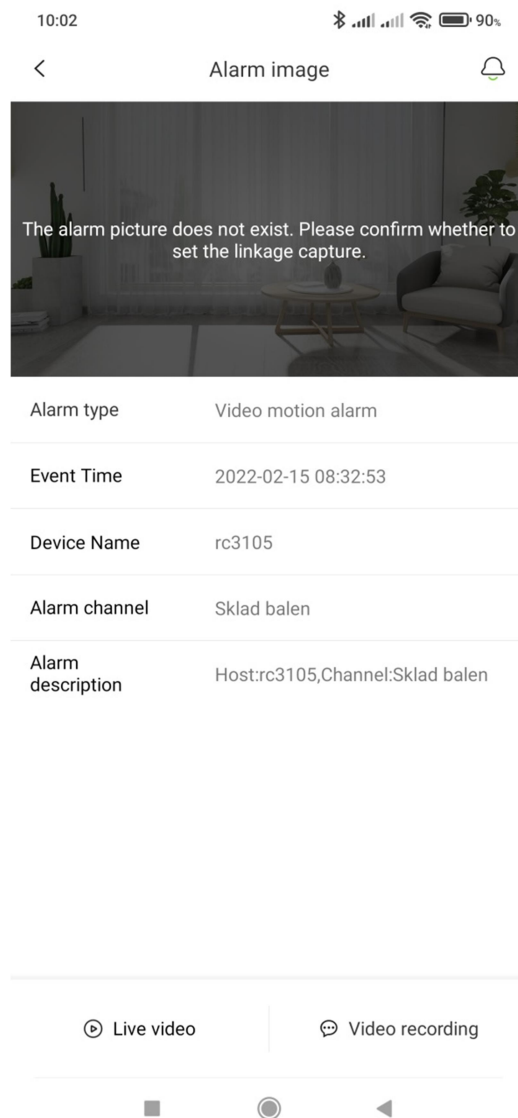 10:02
90%
Alarm image
The alarm picture does not exist. Please confirm whether to
set the linkage capture.
Alarm type Video motion alarm
Event Time 2022-02-15 08:32:53
Device Name rc3105
Alarm channel Sklad balen
Alarm
description Host:rc3105,Channel:Sklad balen
Live video Video recording